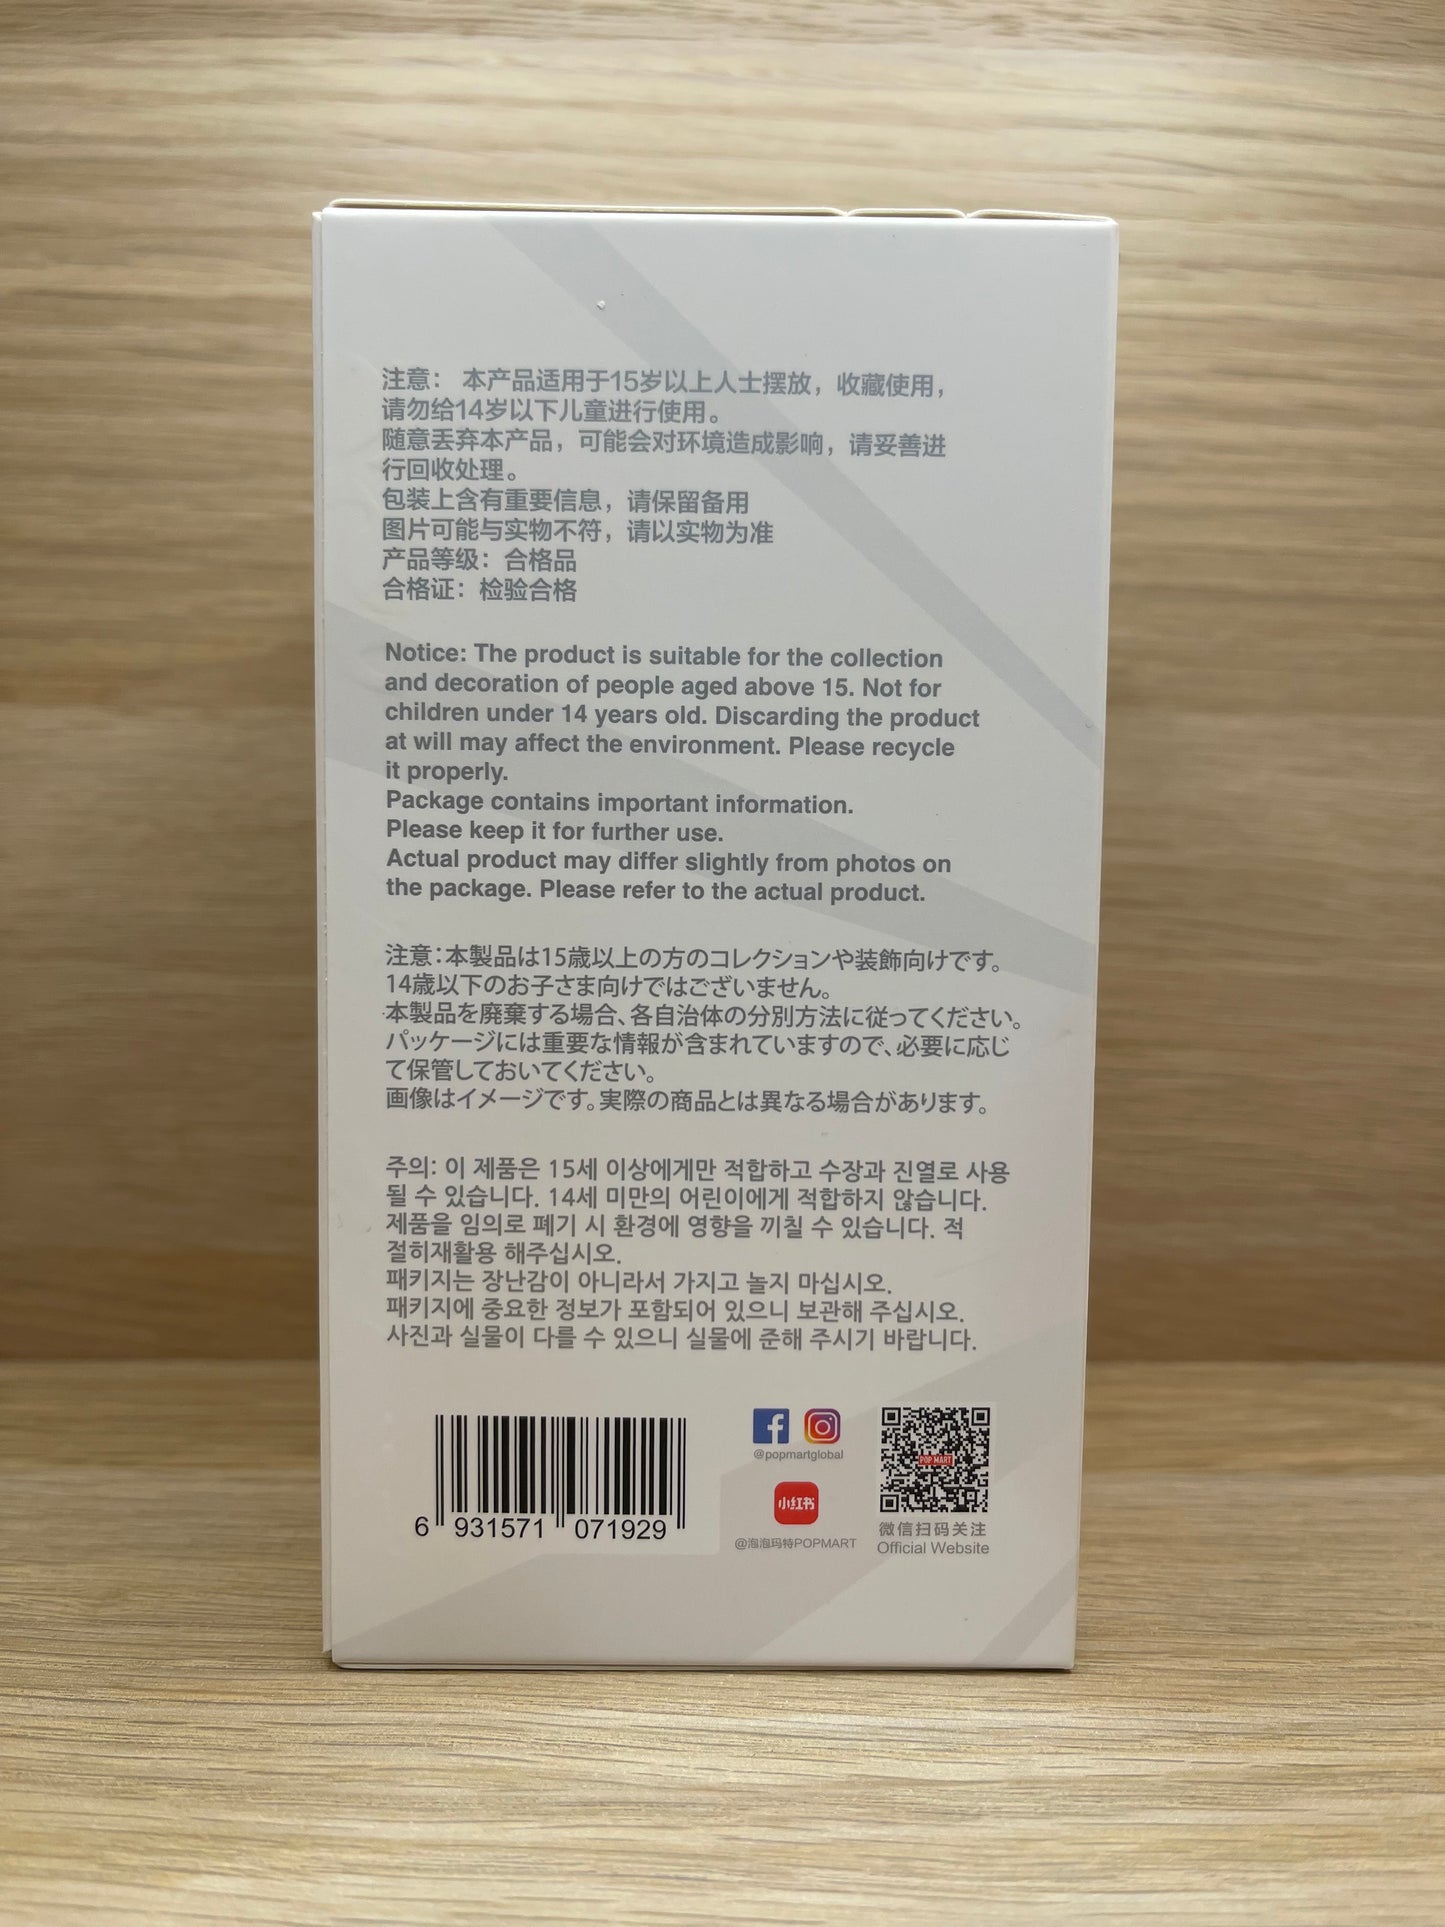 注意： 本产品适用于15岁以上人士摆放，收藏使用，
请勿给14岁以下儿童进行使用。
随意丢弃本产品，可能会对环境造成影响，请妥善进
行回收处理。
包装上含有重要信息，请保留备用
图片可能与实物不符，请以实物为准
产品等级：合格品
合格证：检验合格
Notice: The product is suitable for the collection
and decoration of people aged above 15. Not for
children under 14 years old. Discarding the product
at will may affect the environment. Please recycle
it properly.
Package contains important information.
Please keep it for further use.
Actual product may differ slightly from photos on
the package. Please refer to the actual product.
注意：本製品は15歳以上の方のコレクションや装飾向けです。
14歳以下のお子さま向けではございません。
本製品を廃棄する場合、各自治体の分別方法に従ってください。
パッケージには重要な情報が含まれていますので、必要に応じ
て保管しておいてください。
画像はイメージです。実際の商品とは異なる場合があります。
주의: 이 제품은 15세 이상에게만 적합하고 수장과 진열로 사용
될 수 있습니다. 14세 미만의 어린이에게 적합하지 않습니다.
제품을 임의로 폐기 시 환경에 영향을 끼칠 수 있습니다. 적
절히재활용 해주십시오.
패키지는 장난감이 아니라서 가지고 놀지 마십시오.
패키지에 중요한 정보가 포함되어 있으니 보관해 주십시오.
사진과 실물이 다를 수 있으니 실물에 준해 주시기 바랍니다.
6 931571 071929
@popmartglobal
小红书
@泡泡玛特POPMART
POP MART
微信扫码关注
Official Website